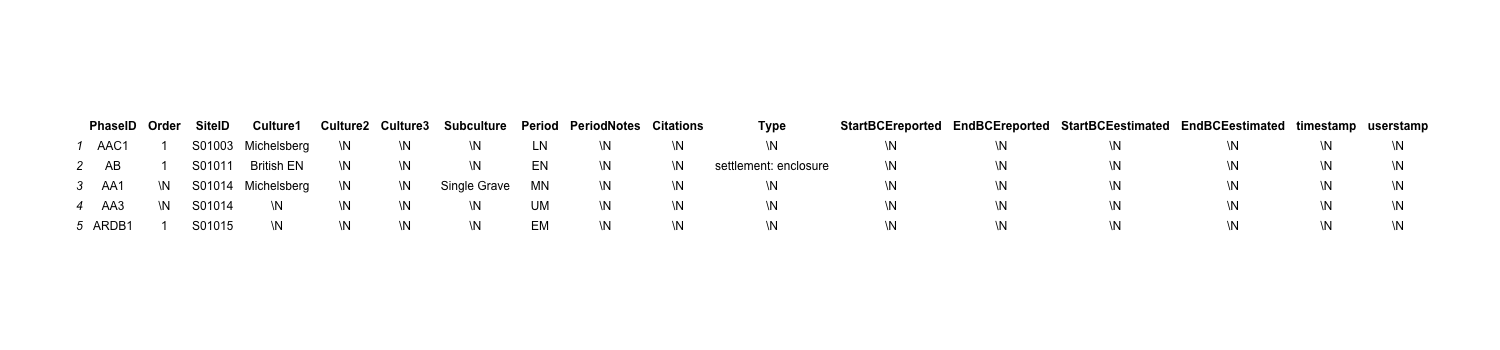 PhaseID Order SiteID Culture1 Culture2 Culture3 Subculture Period PeriodNotes Citations Type StartBCEreported EndBCEreported StartBCEestimated EndBCEestimated timestamp userstamp
1 AAC1 1 S01003 Michelsberg \N \N \N LN \N \N \N \N \N \N \N \N \N
2 AB 1 S01011 British EN \N \N \N EN \N \N settlement: enclosure \N \N \N \N \N \N
3 AA1 \N S01014 Michelsberg \N \N Single Grave MN \N \N \N \N \N \N \N \N \N
4 AA3 \N S01014 \N \N \N \N UM \N \N \N \N \N \N \N \N \N
5 ARDB1 1 S01015 \N \N \N \N EM \N \N \N \N \N \N \N \N \N